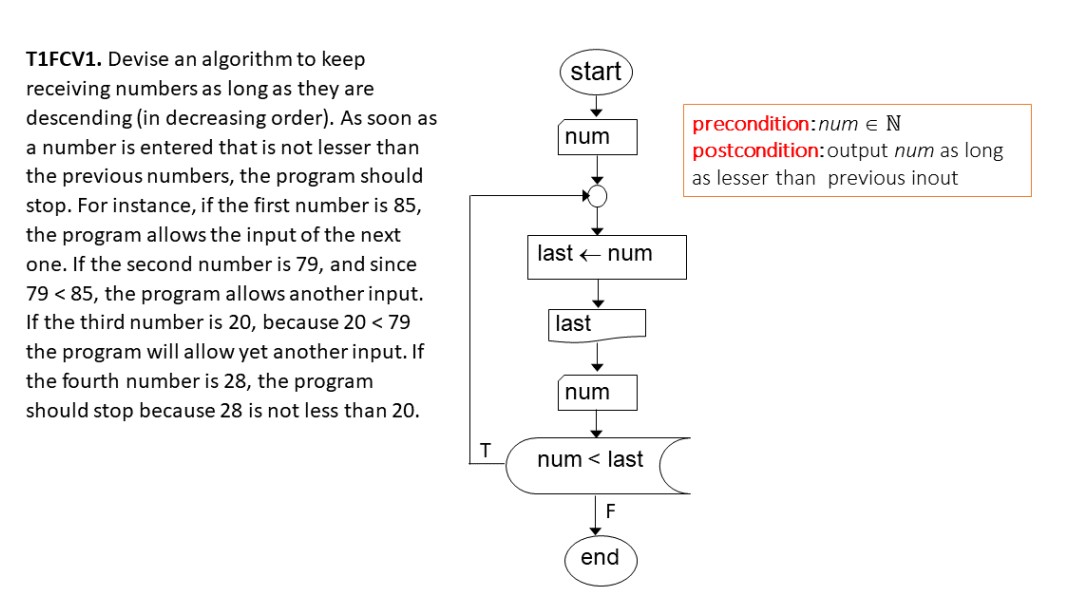 T1FCV1. Devise an algorithm to keep
receiving numbers as long as they are
descending (in decreasing order). As soon as
a number is entered that is not lesser than
the previous numbers, the program should
stop. For instance, if the first number is 85,
the program allows the input of the next
one. If the second number is 79, and since
79 < 85, the program allows another input.
If the third number is 20, because 20 < 79
the program will allow yet another input. If
the fourth number is 28, the program
should stop because 28 is not less than 20.
start
num
last ← num
last
num
num < last
T
F
end
precondition: num ∈ ℕ
postcondition: output num as long
as lesser than previous inout